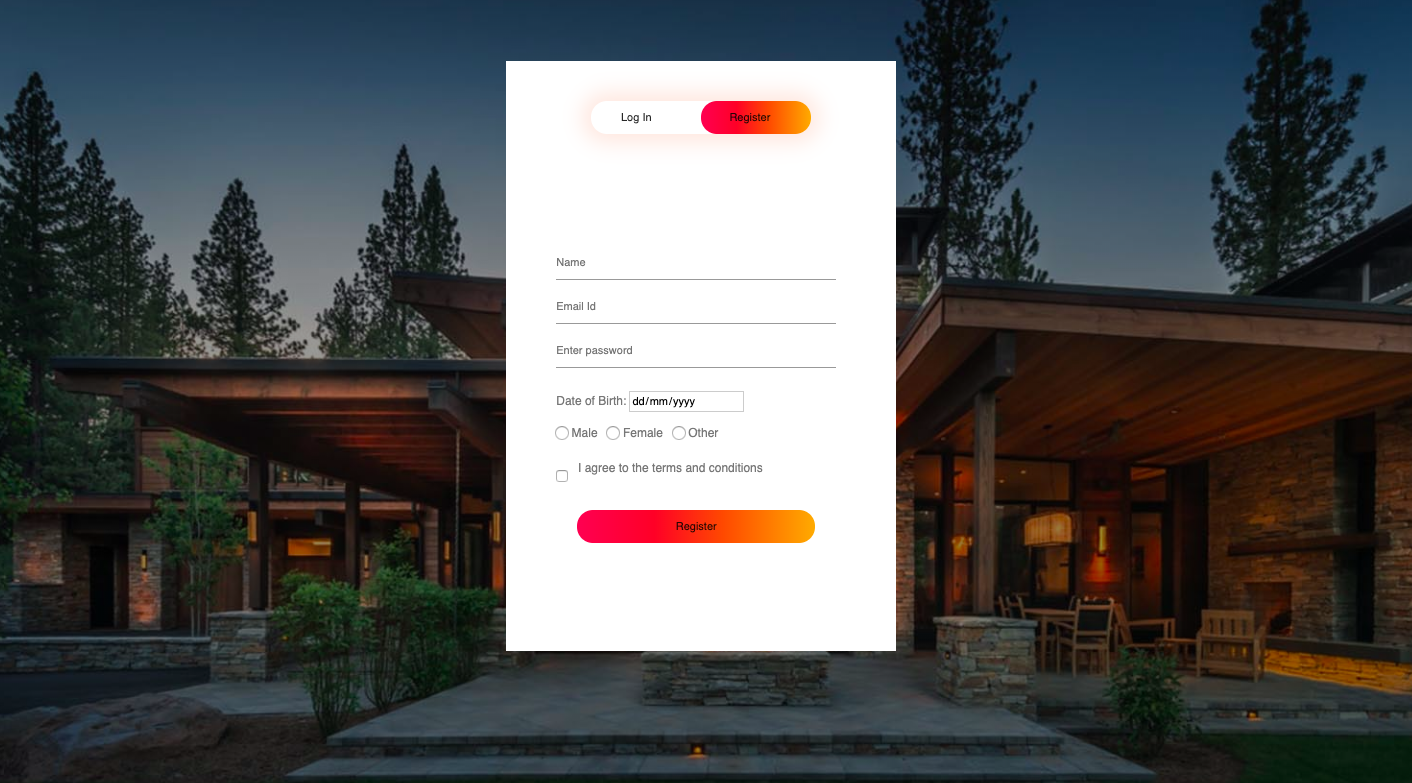 Log In Register
Name
Email Id
Enter password
Date of Birth: dd/mm/yyyy
Male Female Other
I agree to the terms and conditions
Register